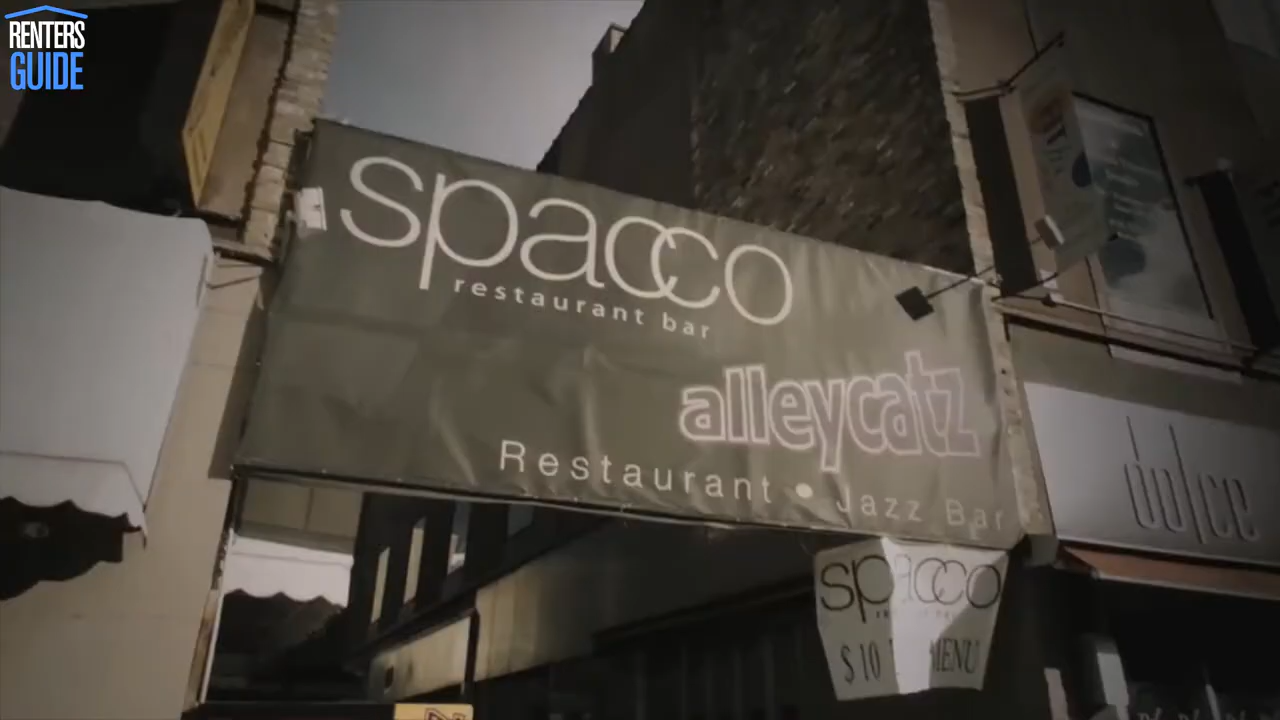 RENTERS
GUIDE
spacco
restaurant bar
alleycatz
Restaurant • Jazz Bar
dolce
spacco
$10
MENU